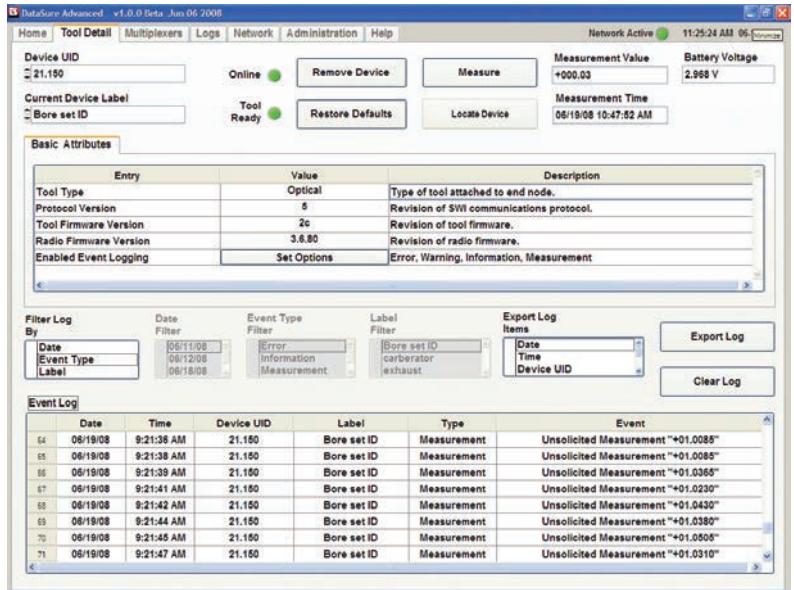 DataSure Advanced v1.0.0 Beta Jun 06 2008
Home Tool Detail Multiplexers Logs Network Administration Help Network Active 11:25:24 AM 06- Minimize
Device UID Measurement Value Battery Voltage
21.150 Online Remove Device Measure +000.03 2.968 V
Current Device Label Measurement Time
Bore set ID Tool Ready Restore Defaults Locate Device 06/19/08 10:47:52 AM
Basic Attributes
Entry Value Description
Tool Type Optical Type of tool attached to end node.
Protocol Version 5 Revision of SWI communications protocol.
Tool Firmware Version 2c Revision of tool firmware.
Radio Firmware Version 3.6.80 Revision of radio firmware.
Enabled Event Logging Set Options Error, Warning, Information, Measurement
Filter Log By Date Filter Event Type Filter Label Filter Export Log Items
Date 06/11/08 Error Bore set ID Date Export Log
Event Type 06/12/08 Information carberator Time
Label 06/18/08 Measurement exhaust Device UID
Clear Log
Event Log
Date Time Device UID Label Type Event
64 06/19/08 9:21:36 AM 21.150 Bore set ID Measurement Unsolicited Measurement "+01.0085"
65 06/19/08 9:21:38 AM 21.150 Bore set ID Measurement Unsolicited Measurement "+01.0085"
66 06/19/08 9:21:39 AM 21.150 Bore set ID Measurement Unsolicited Measurement "+01.0365"
67 06/19/08 9:21:41 AM 21.150 Bore set ID Measurement Unsolicited Measurement "+01.0230"
68 06/19/08 9:21:42 AM 21.150 Bore set ID Measurement Unsolicited Measurement "+01.0430"
69 06/19/08 9:21:44 AM 21.150 Bore set ID Measurement Unsolicited Measurement "+01.0380"
70 06/19/08 9:21:45 AM 21.150 Bore set ID Measurement Unsolicited Measurement "+01.0505"
71 06/19/08 9:21:47 AM 21.150 Bore set ID Measurement Unsolicited Measurement "+01.0310"